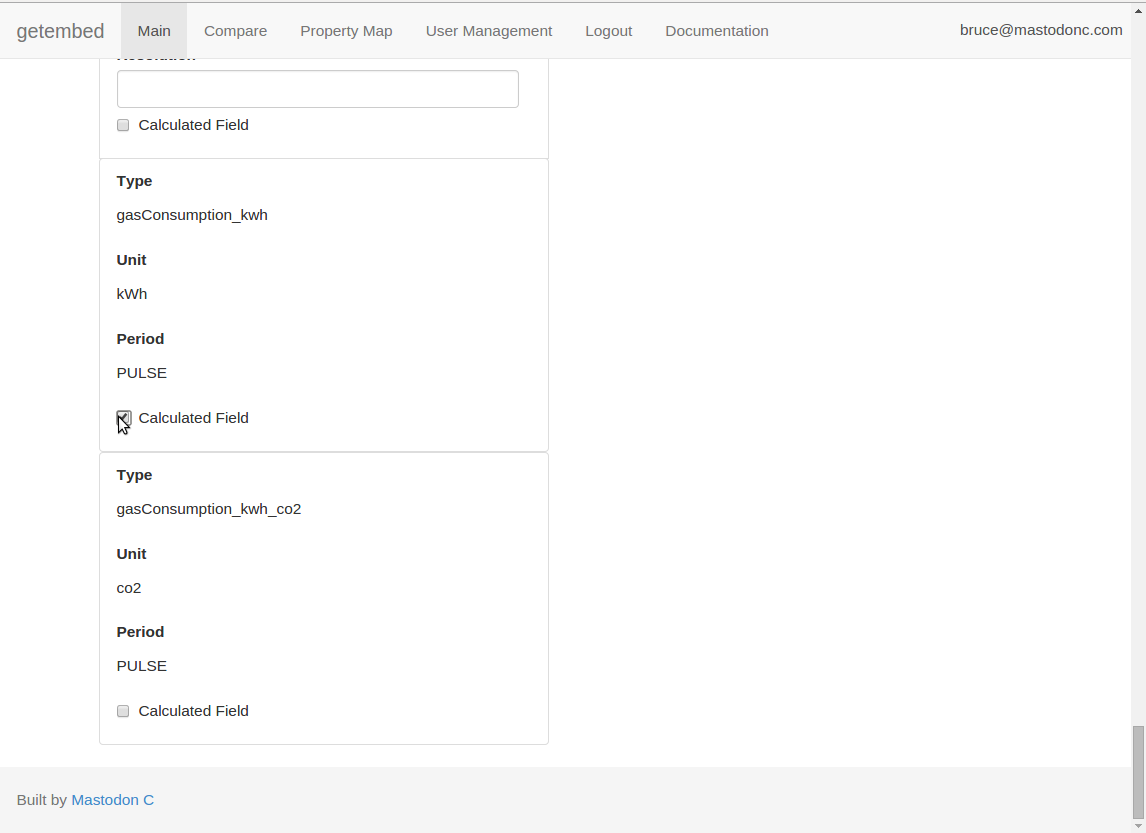 getembed Main Compare Property Map User Management Logout Documentation bruce@mastodonc.com
Calculated Field
Type
gasConsumption_kwh
Unit
kWh
Period
PULSE
Calculated Field
Type
gasConsumption_kwh_co2
Unit
co2
Period
PULSE
Calculated Field
Built by Mastodon C